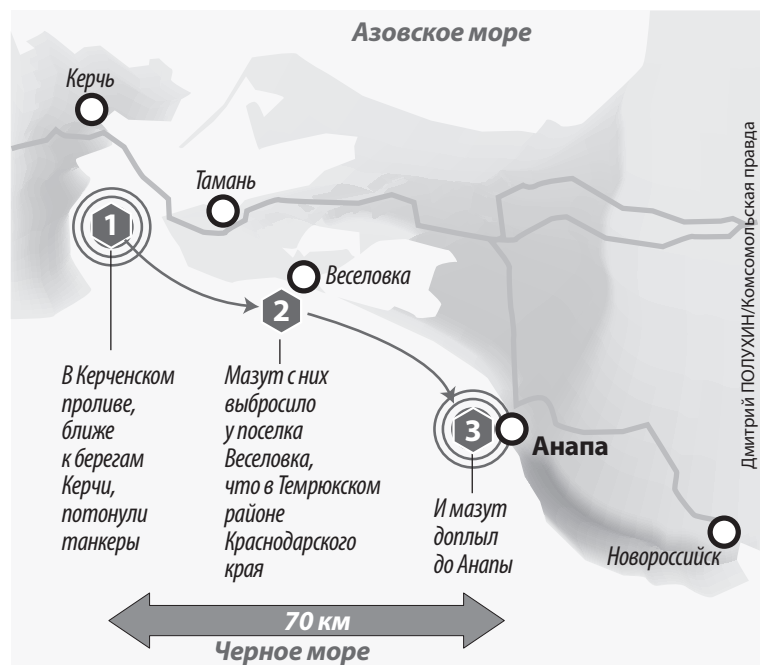 Азовское море
Керчь
Тамань
1
Веселовка
2
В Керченском
проливе,
ближе
к берегам
Керчи,
потонули
танкеры
Мазут с них
выбросило
у поселка
Веселовка,
что в Темрюкском
районе
Краснодарского
края
3
Анапа
И мазут
доплыл
до Анапы
Новороссийск
70 км
Черное море
Дмитрий ПОЛУХИН/Комсомольская правда